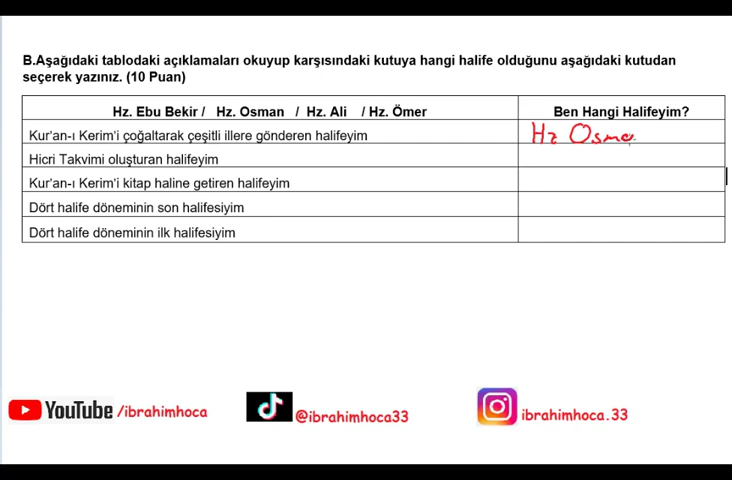 B.Aşağıdaki tablodaki açıklamaları okuyup karşısındaki kutuya hangi halife olduğunu aşağıdaki kutudan
seçerek yazınız. (10 Puan)
Hz. Ebu Bekir / Hz. Osman / Hz. Ali / Hz. Ömer Ben Hangi Halifeyim?
Kur'an-ı Kerim'i çoğaltarak çeşitli illere gönderen halifeyim Hz Osma
Hicri Takvimi oluşturan halifeyim
Kur'an-ı Kerim'i kitap haline getiren halifeyim
Dört halife döneminin son halifesiyim
Dört halife döneminin ilk halifesiyim
YouTube /ibrahimhoca @ibrahimhoca33 ibrahimhoca.33